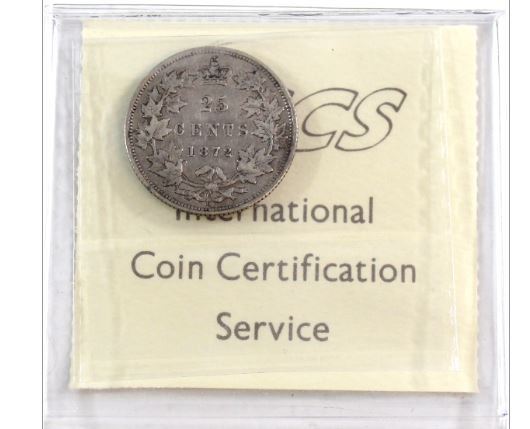 25
CENTS
1872
CS
International
Coin Certification
Service